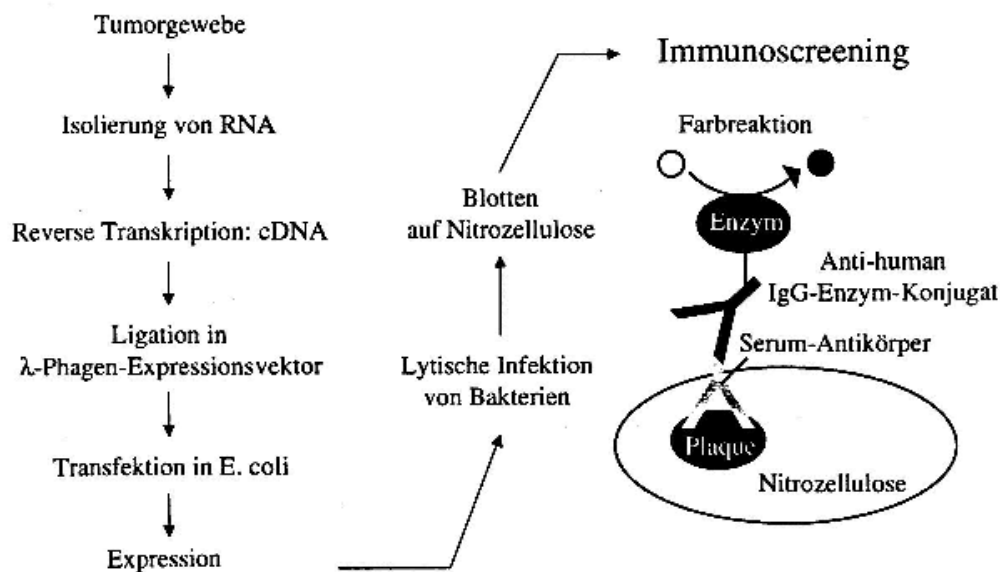 Tumorgewebe
Isolierung von RNA
Reverse Transkription: cDNA
Ligation in
λ-Phagen-Expressionsvektor
Transfektion in E. coli
Expression
Lytische Infektion
von Bakterien
Blotten
auf Nitrozellulose
Immunoscreening
Farbreaktion
Enzym
Anti-human
IgG-Enzym-Konjugat
Serum-Antikörper
Plaque
Nitrozellulose